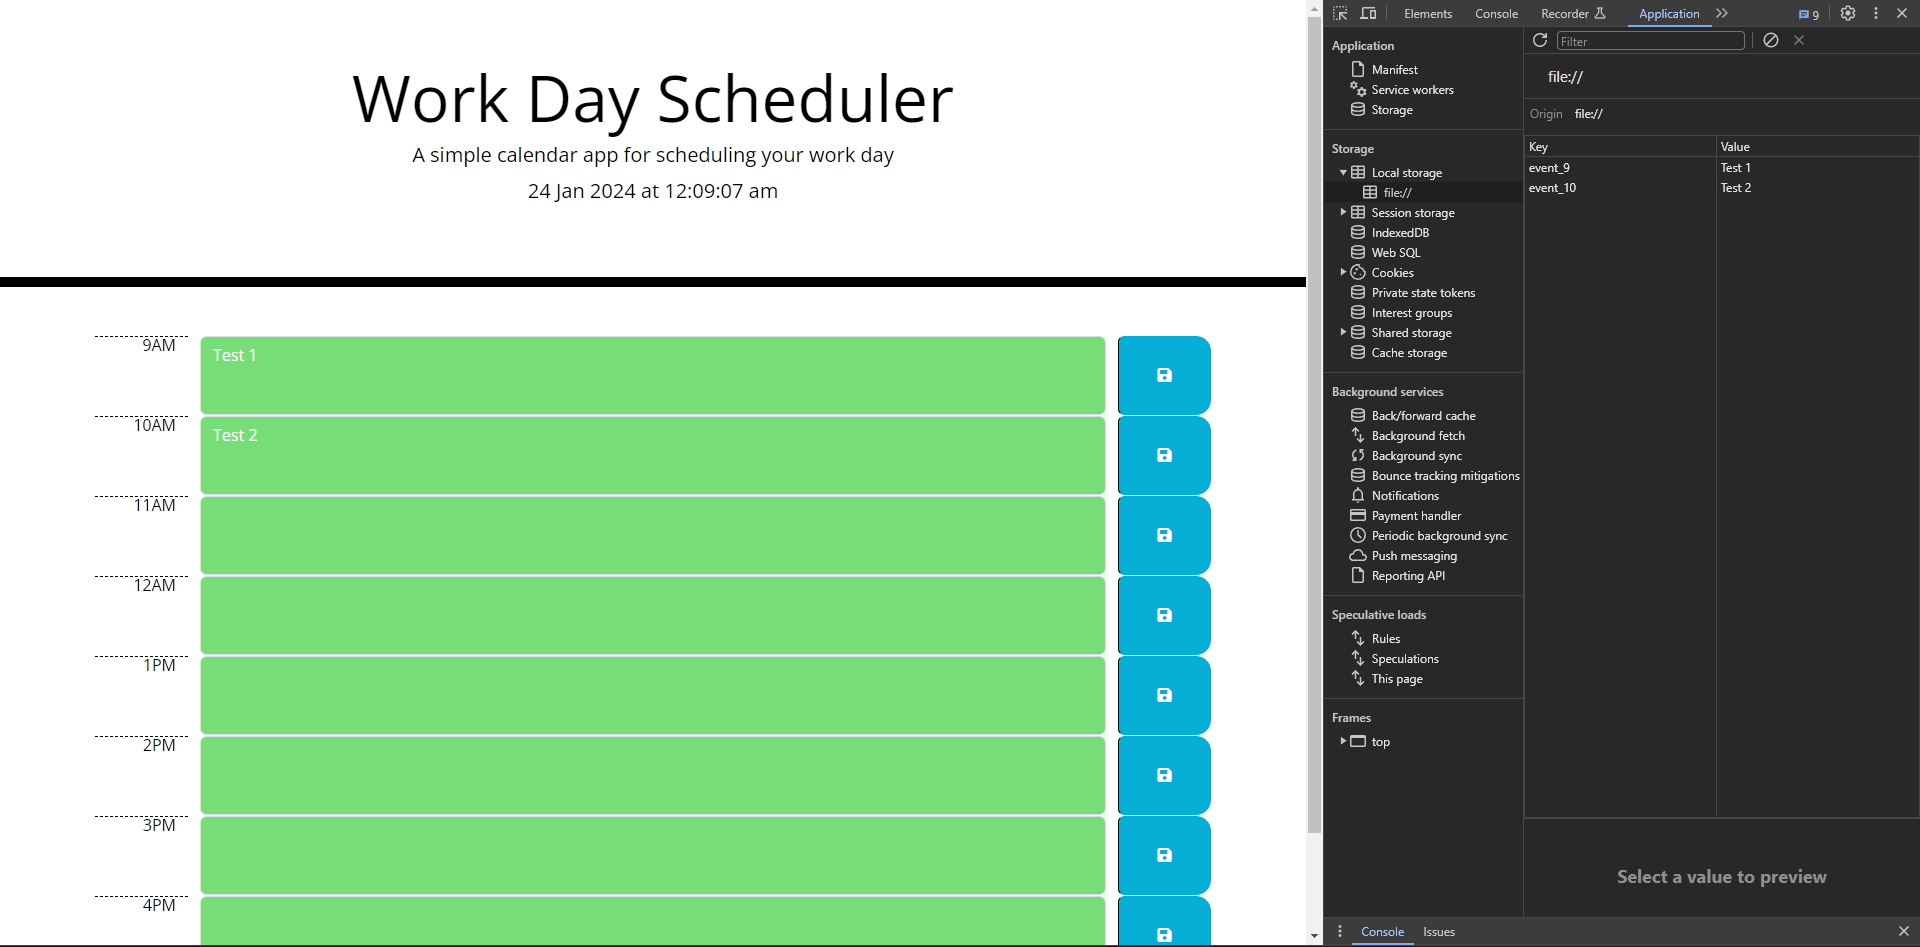 Work Day Scheduler
A simple calendar app for scheduling your work day
24 Jan 2024 at 12:09:07 am
9AM
Test 1
10AM
Test 2
11AM
12AM
1PM
2PM
3PM
4PM
Elements Console Recorder Application 9
Application
Manifest
Service workers
Storage
Storage
Local storage
file://
Session storage
IndexedDB
Web SQL
Cookies
Private state tokens
Interest groups
Shared storage
Cache storage
Background services
Back/forward cache
Background fetch
Background sync
Bounce tracking mitigations
Notifications
Payment handler
Periodic background sync
Push messaging
Reporting API
Speculative loads
Rules
Speculations
This page
Frames
top
Filter
file://
Origin file://
Key Value
event_9 Test 1
event_10 Test 2
Select a value to preview
Console Issues